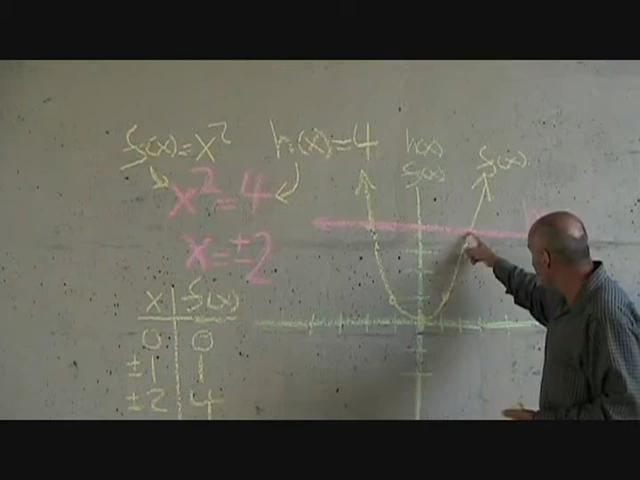 f(x)=x² h(x)=4 h(x)
f(x) f(x)
x²=4
x=±2
x f(x)
0 0
±1 1
±2 4